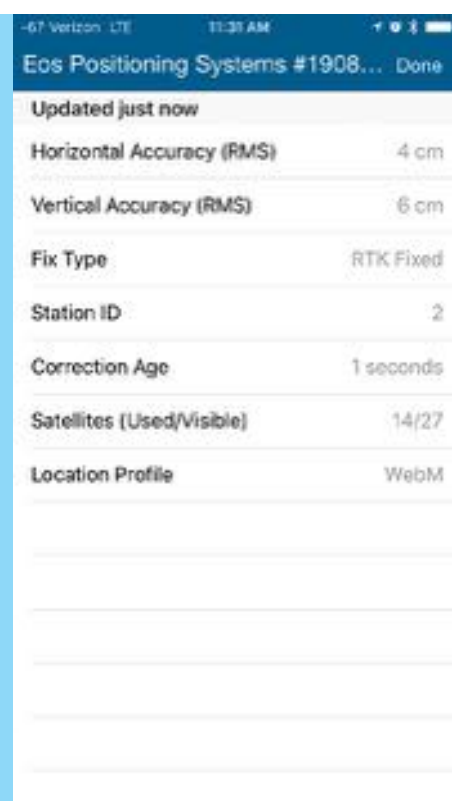 -67 Verizon LTE 11:31 AM
Eos Positioning Systems #1908... Done
Updated just now
Horizontal Accuracy (RMS) 4 cm
Vertical Accuracy (RMS) 6 cm
Fix Type RTK Fixed
Station ID 2
Correction Age 1 seconds
Satellites (Used/Visible) 14/27
Location Profile WebM